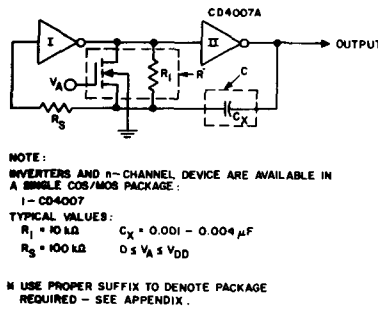 CD4007A
I
II
OUTPUT
VA
R1
R
C
RS
CX
NOTE:
INVERTERS AND n-CHANNEL DEVICE ARE AVAILABLE IN
A SINGLE COS/MOS PACKAGE:
1-CD4007
TYPICAL VALUES:
R1 = 10 kΩ CX = 0.001 - 0.004 μF
RS = 100 kΩ 0 ≤ VA ≤ VDD
USE PROPER SUFFIX TO DENOTE PACKAGE
REQUIRED - SEE APPENDIX.